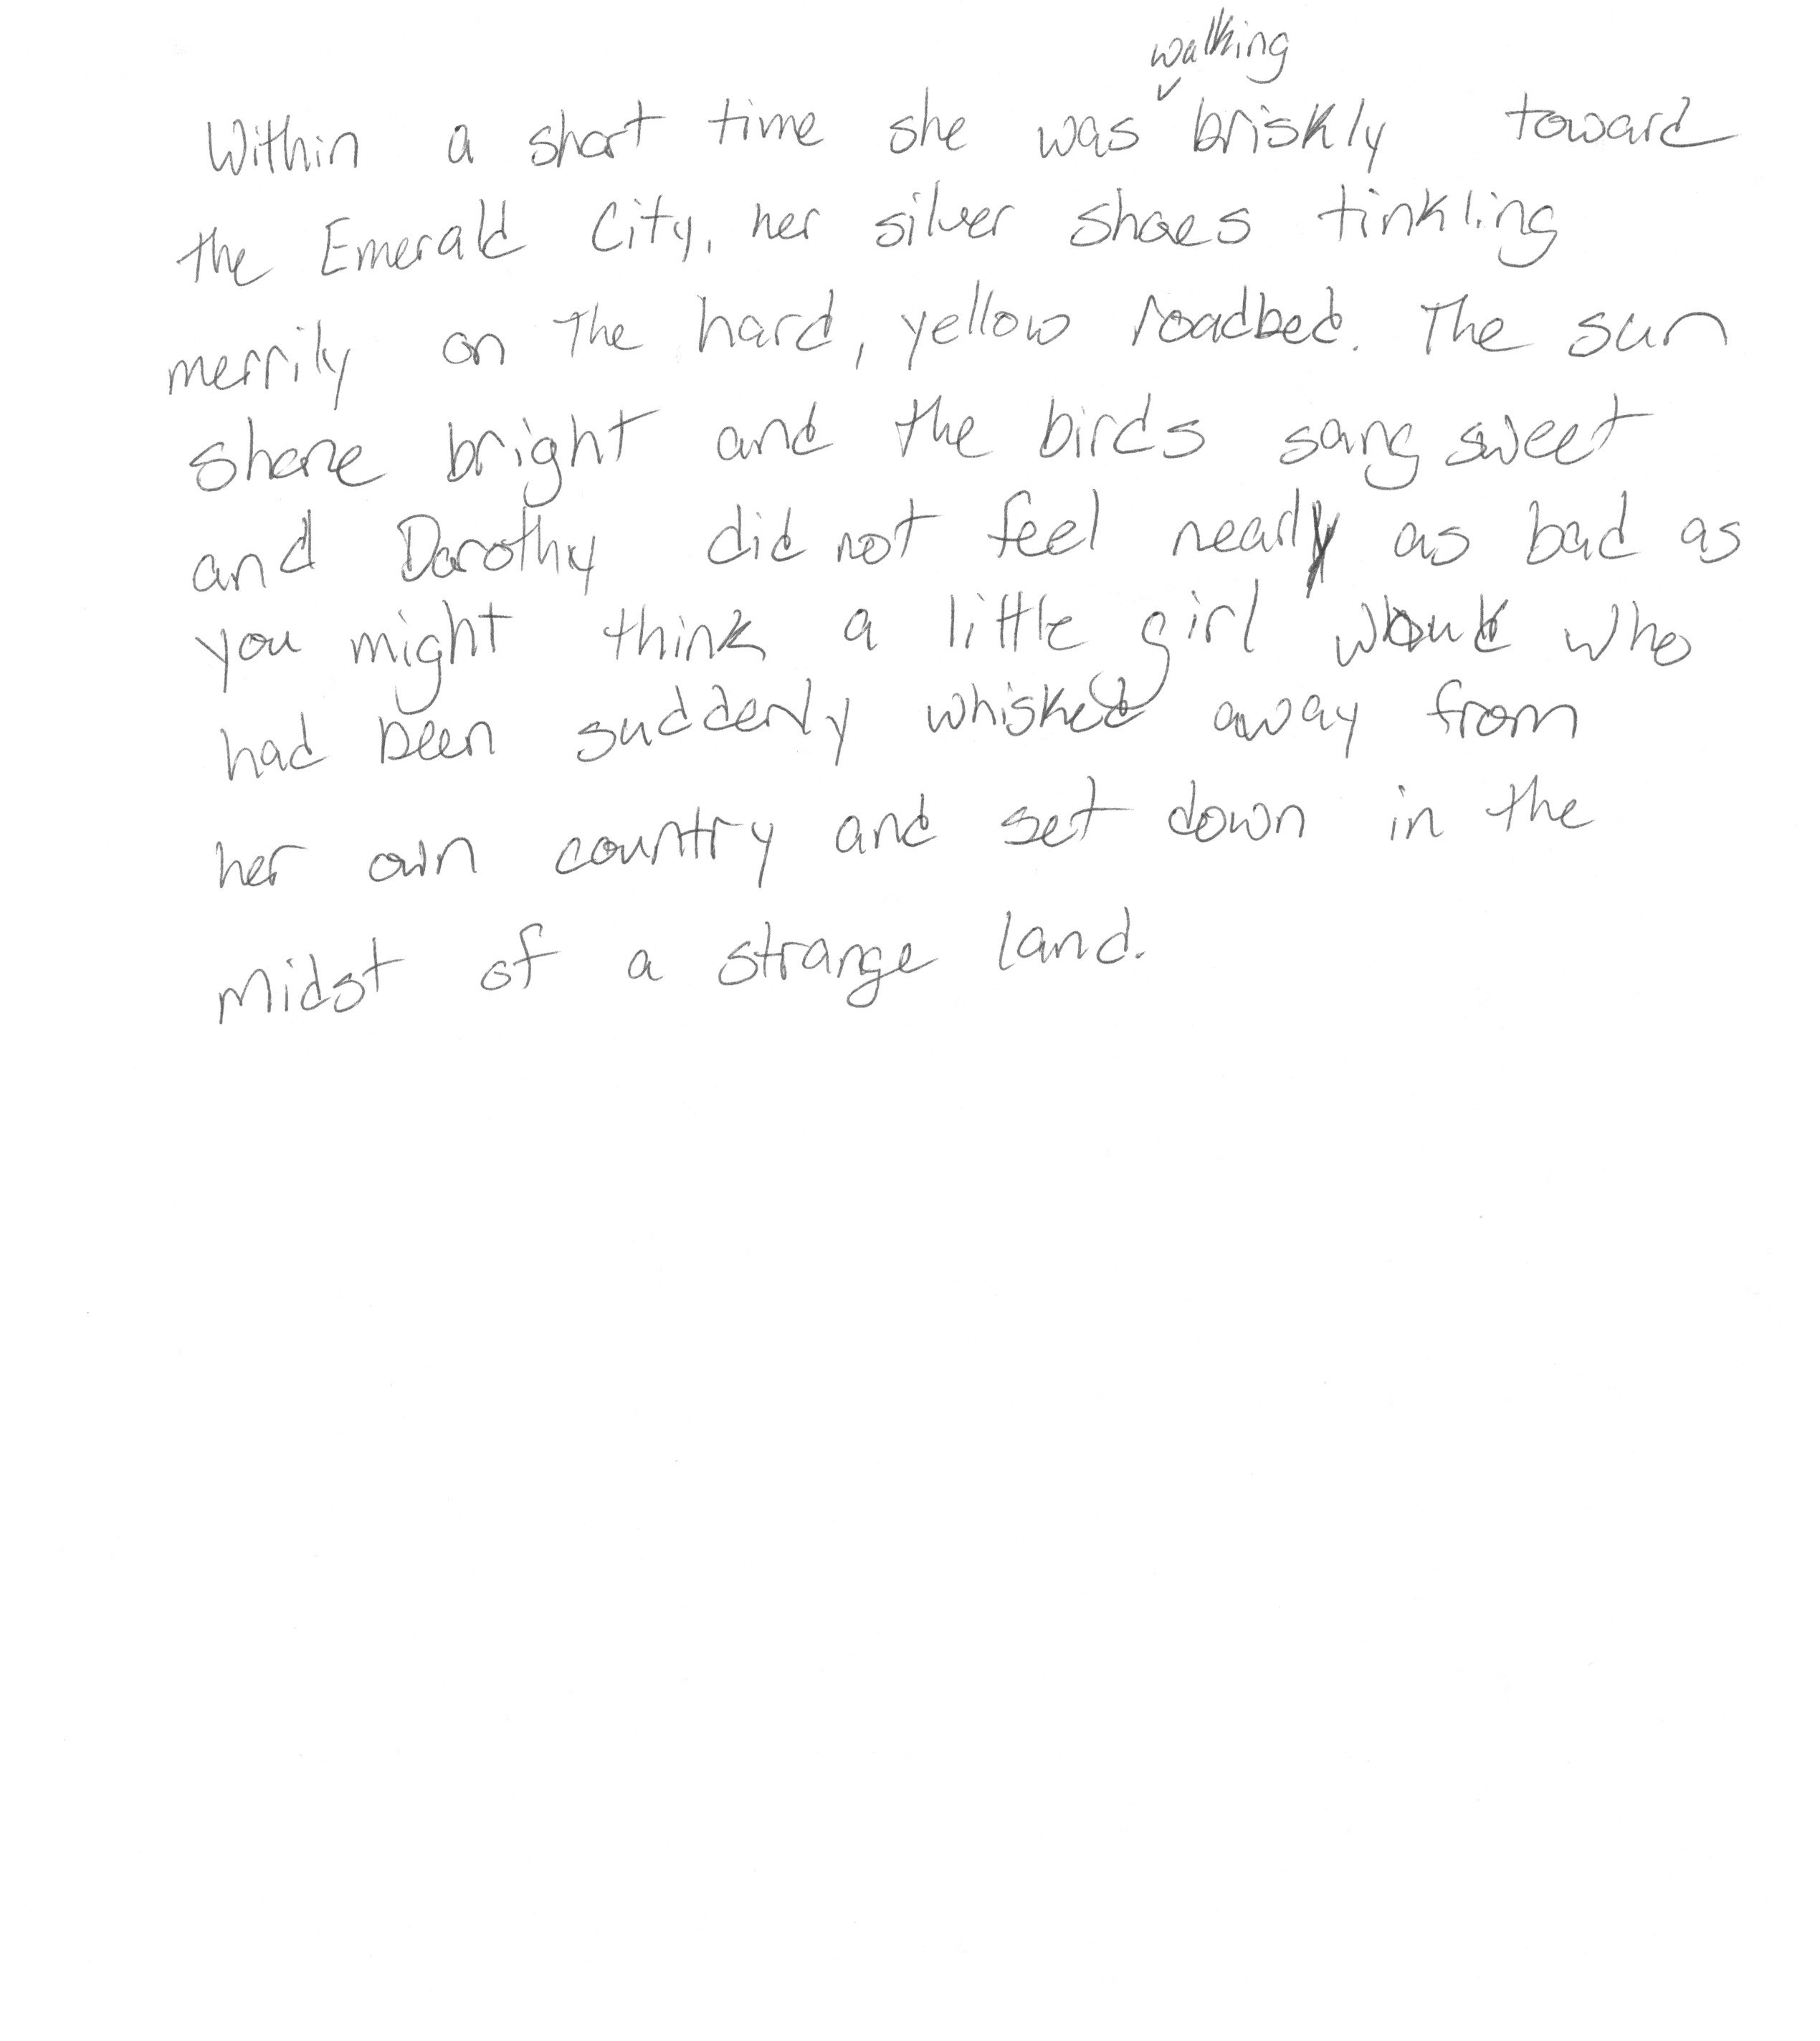 Within a short time she was walking briskly toward
the Emerald City, her silver shoes tinkling
merrily on the hard, yellow roadbed. The sun
shone bright and the birds sang sweet
and Dorothy did not feel nearly as bad as
you might think a little girl would who
had been suddenly whisked away from
her own country and set down in the
midst of a strange land.